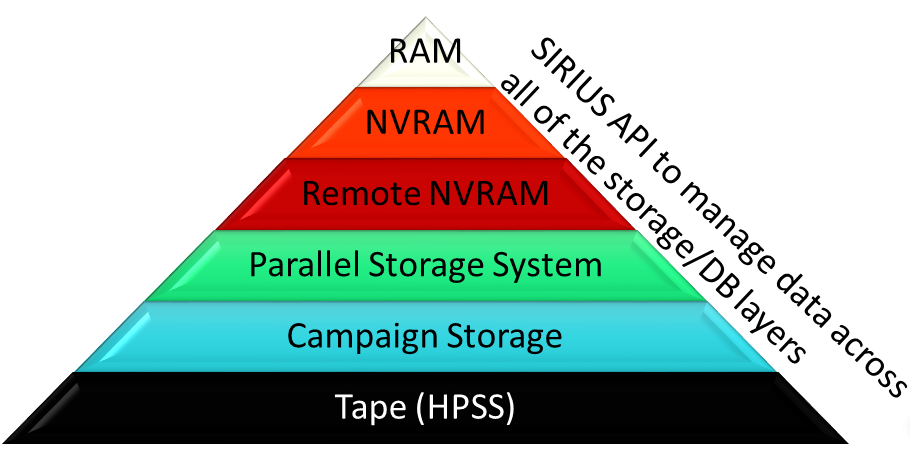 RAM
NVRAM
Remote NVRAM
Parallel Storage System
Campaign Storage
Tape (HPSS)
SIRIUS API to manage data across
all of the storage/DB layers